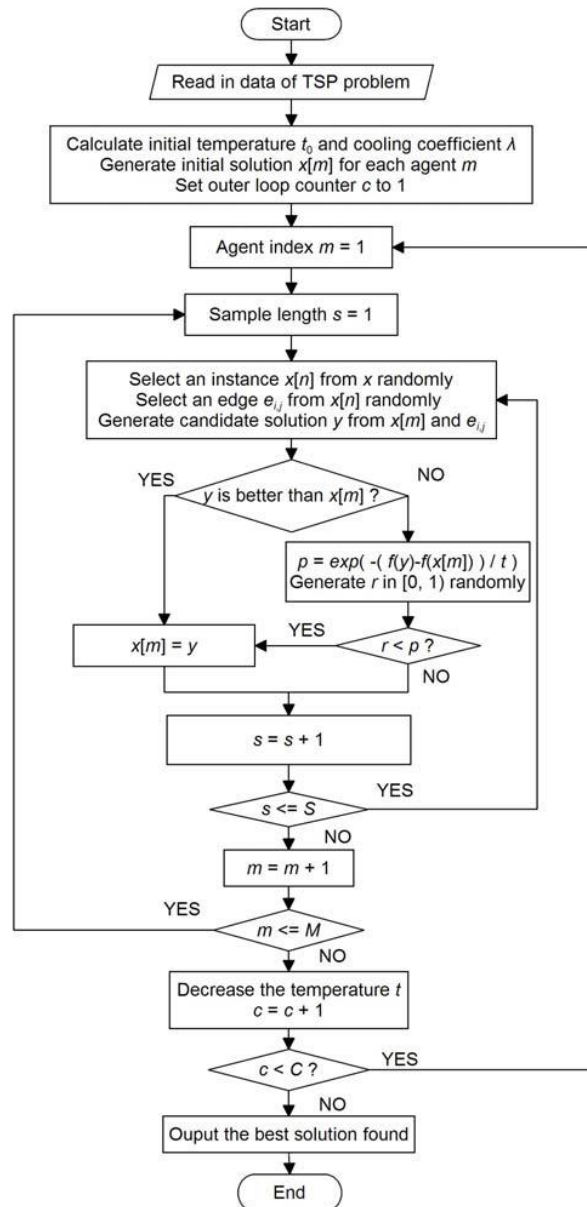 Start
Read in data of TSP problem
Calculate initial temperature t₀ and cooling coefficient λ
Generate initial solution x[m] for each agent m
Set outer loop counter c to 1
Agent index m = 1
Sample length s = 1
Select an instance x[n] from x randomly
Select an edge eᵢ,ⱼ from x[n] randomly
Generate candidate solution y from x[m] and eᵢ,ⱼ
YES
NO
y is better than x[m] ?
p = exp( -( f(y)-f(x[m]) ) / t )
Generate r in [0, 1) randomly
x[m] = y
YES
r < p ?
NO
s = s + 1
s <= S
YES
NO
m = m + 1
YES
m <= M
NO
Decrease the temperature t
c = c + 1
c < C ?
YES
NO
Ouput the best solution found
End